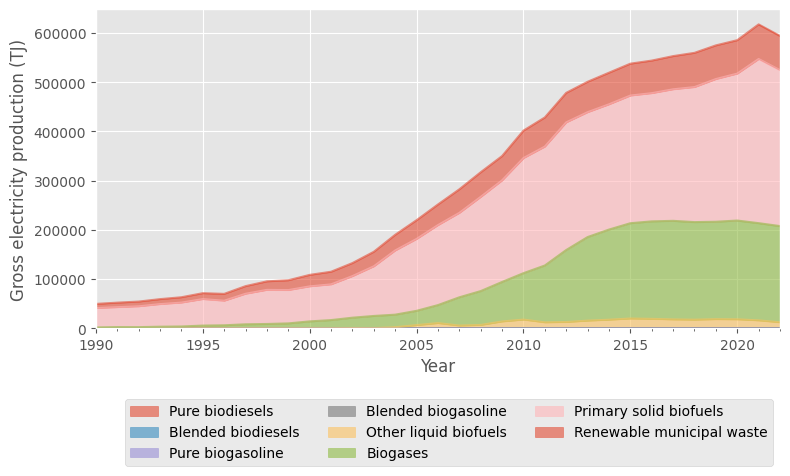 Gross electricity production (TJ)
600000
500000
400000
300000
200000
100000
0
1990 1995 2000 2005 2010 2015 2020
Year
Pure biodiesels Blended biogasoline Primary solid biofuels
Blended biodiesels Other liquid biofuels Renewable municipal waste
Pure biogasoline Biogases